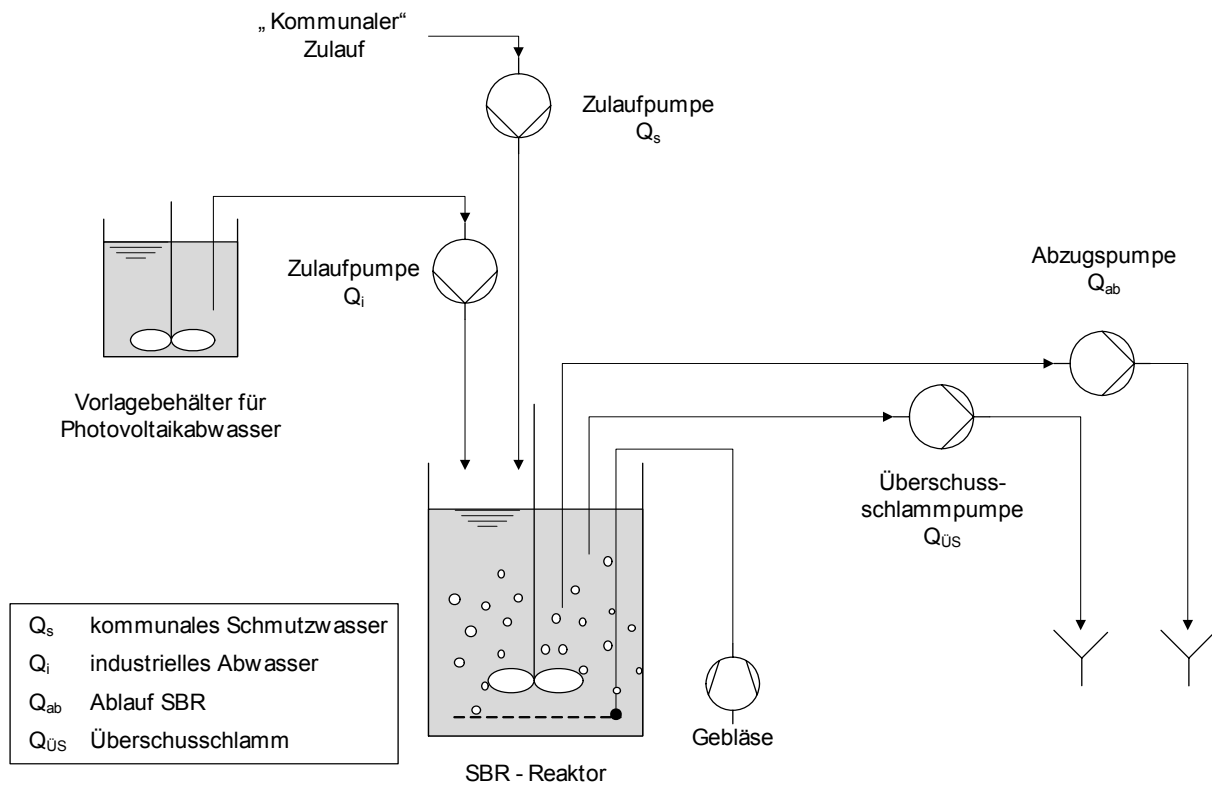 „Kommunaler“
Zulauf
Zulaufpumpe
Qs
Zulaufpumpe
Qi
Abzugspumpe
Qab
Vorlagebehälter für
Photovoltaikabwasser
Überschuss-
schlammpumpe
QÜS
Qs kommunales Schmutzwasser
Qi industrielles Abwasser
Qab Ablauf SBR
QÜS Überschusschlamm
Gebläse
SBR - Reaktor